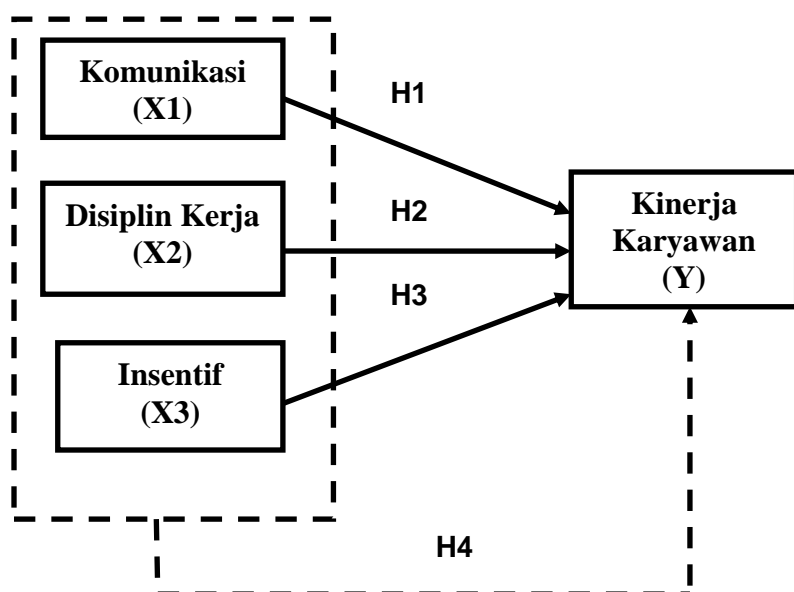 Komunikasi
(X1)
H1
Disiplin Kerja
(X2)
H2
Kinerja
Karyawan
(Y)
H3
Insentif
(X3)
H4